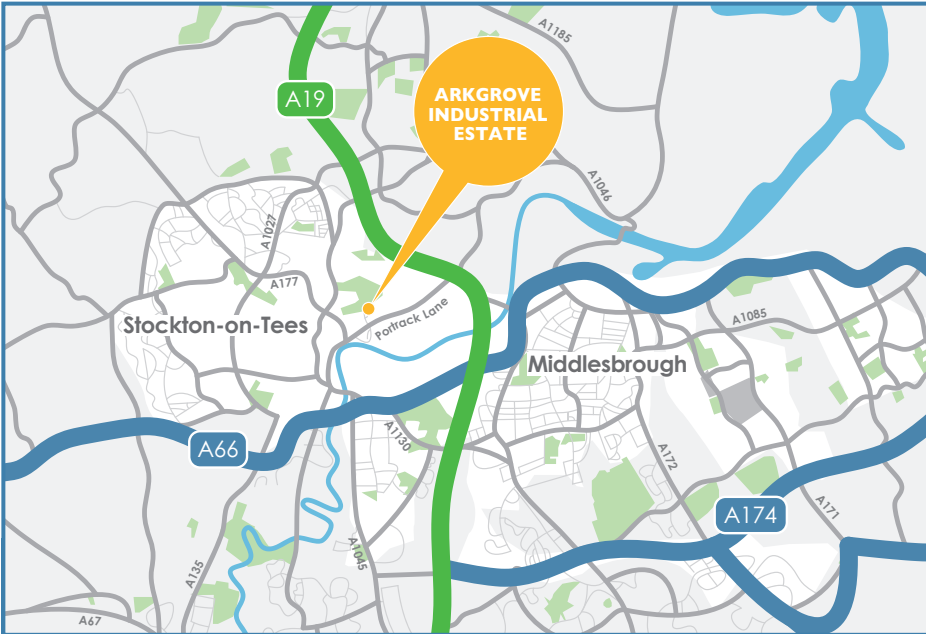 A1185
A19
ARKGROVE
INDUSTRIAL
ESTATE
A1046
A1027
A177
Portrack Lane
Stockton-on-Tees
A1085
Middlesbrough
A66
A1130
A172
A174
A171
A1045
A135
A67